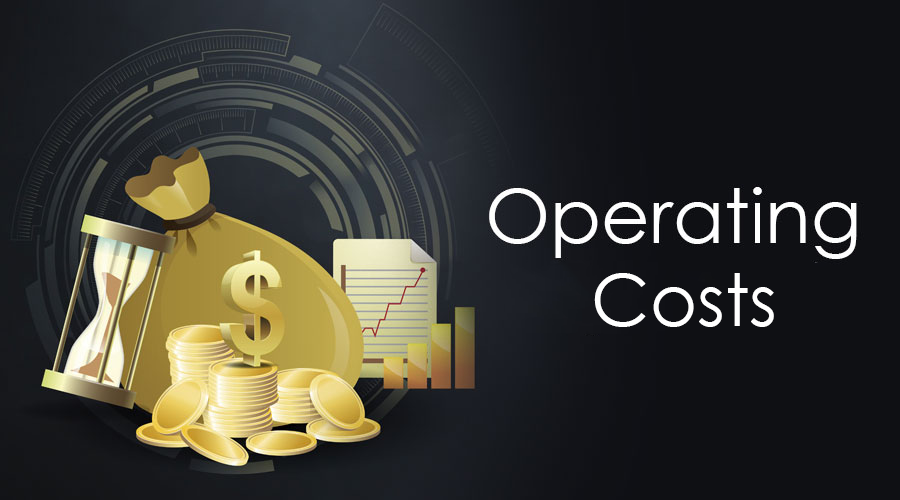 Operating
Costs
$